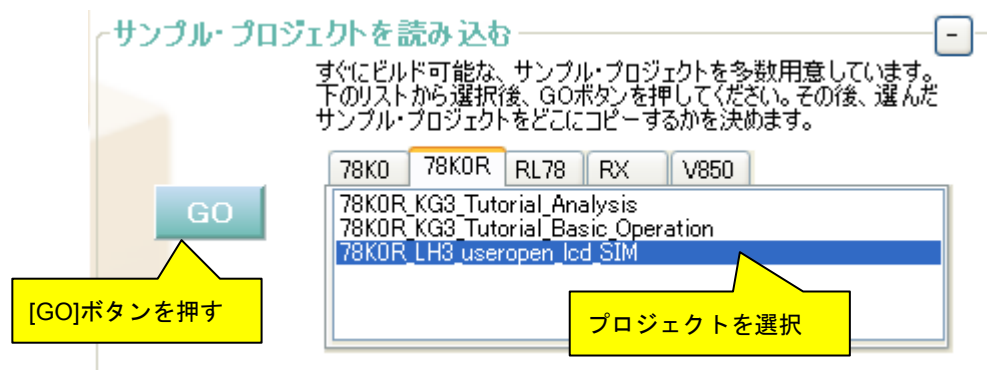 サンプル・プロジェクトを読み込む
-
すぐにビルド可能な、サンプル・プロジェクトを多数用意しています。
下のリストから選択後、GOボタンを押してください。その後、選んだ
サンプル・プロジェクトをどこにコピーするかを決めます。
78K0 78K0R RL78 RX V850
78K0R_KG3_Tutorial_Analysis
78K0R_KG3_Tutorial_Basic_Operation
78K0R_LH3_useropen_lcd_SIM
GO
[GO]ボタンを押す
プロジェクトを選択